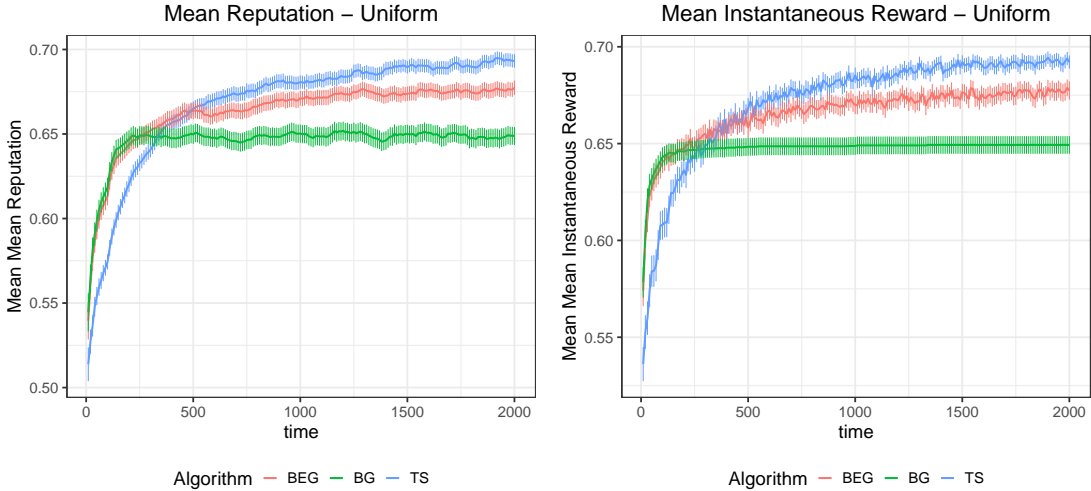 Mean Reputation – Uniform
Mean Mean Reputation
0.70
0.65
0.60
0.55
0.50
0 500 1000 1500 2000
time
Algorithm BEG BG TS
Mean Instantaneous Reward – Uniform
Mean Mean Instantaneous Reward
0.70
0.65
0.60
0.55
0 500 1000 1500 2000
time
Algorithm BEG BG TS